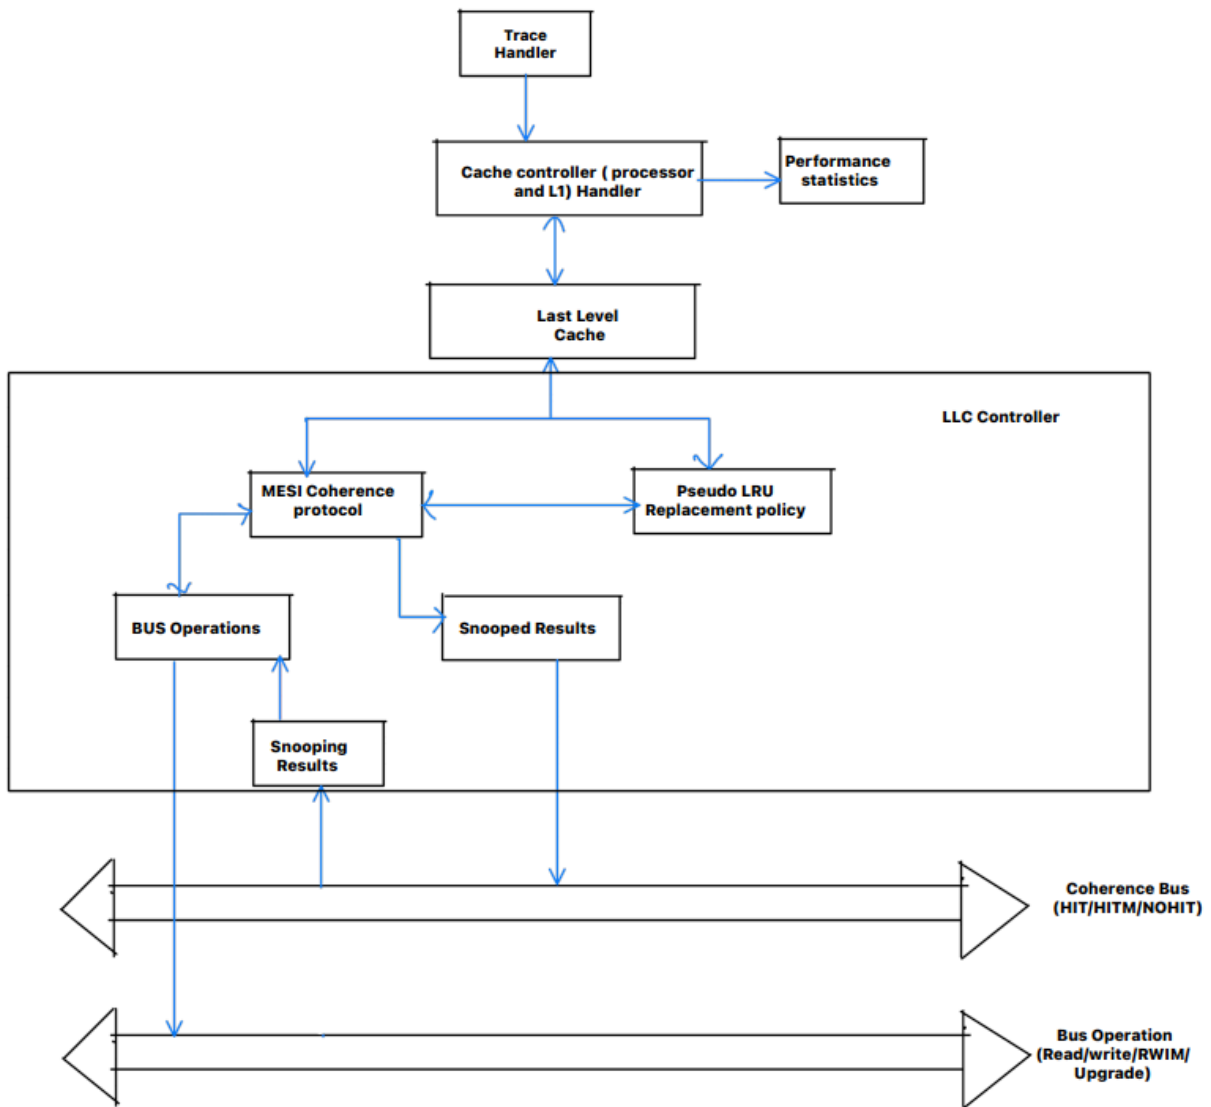 Trace
Handler
Cache controller ( processor
and L1) Handler
Performance
statistics
Last Level
Cache
LLC Controller
MESI Coherence
protocol
Pseudo LRU
Replacement policy
BUS Operations
Snooped Results
Snooping
Results
Coherence Bus
(HIT/HITM/NOHIT)
Bus Operation
(Read/write/RWIM/
Upgrade)